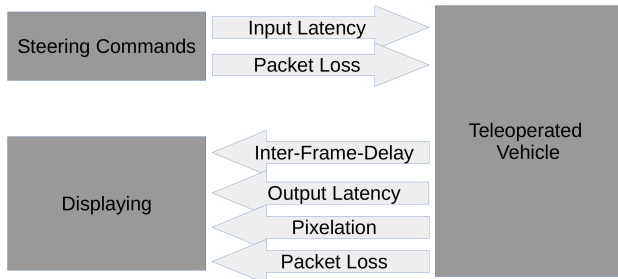 Steering Commands
Input Latency
Packet Loss
Teleoperated
Vehicle
Displaying
Inter-Frame-Delay
Output Latency
Pixelation
Packet Loss